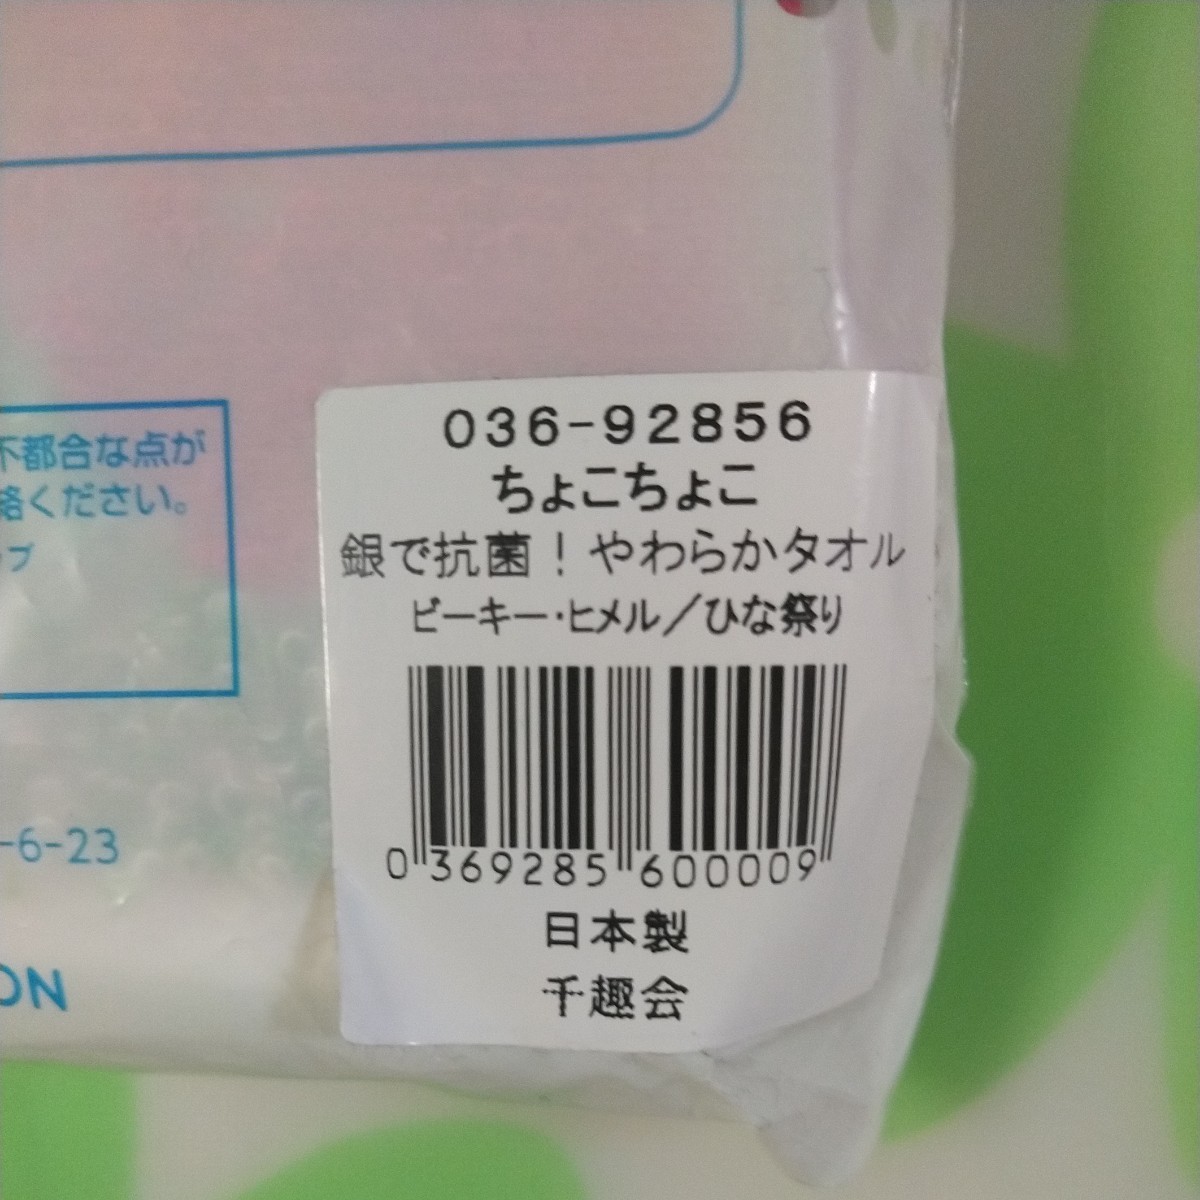 不都合な点が
絡ください。
ップ
-6-23
ON
036-92856
ちょこちょこ
銀で抗菌！やわらかタオル
ビーキー・ヒメル／ひな祭り
0 369285 600009
日本製
千趣会